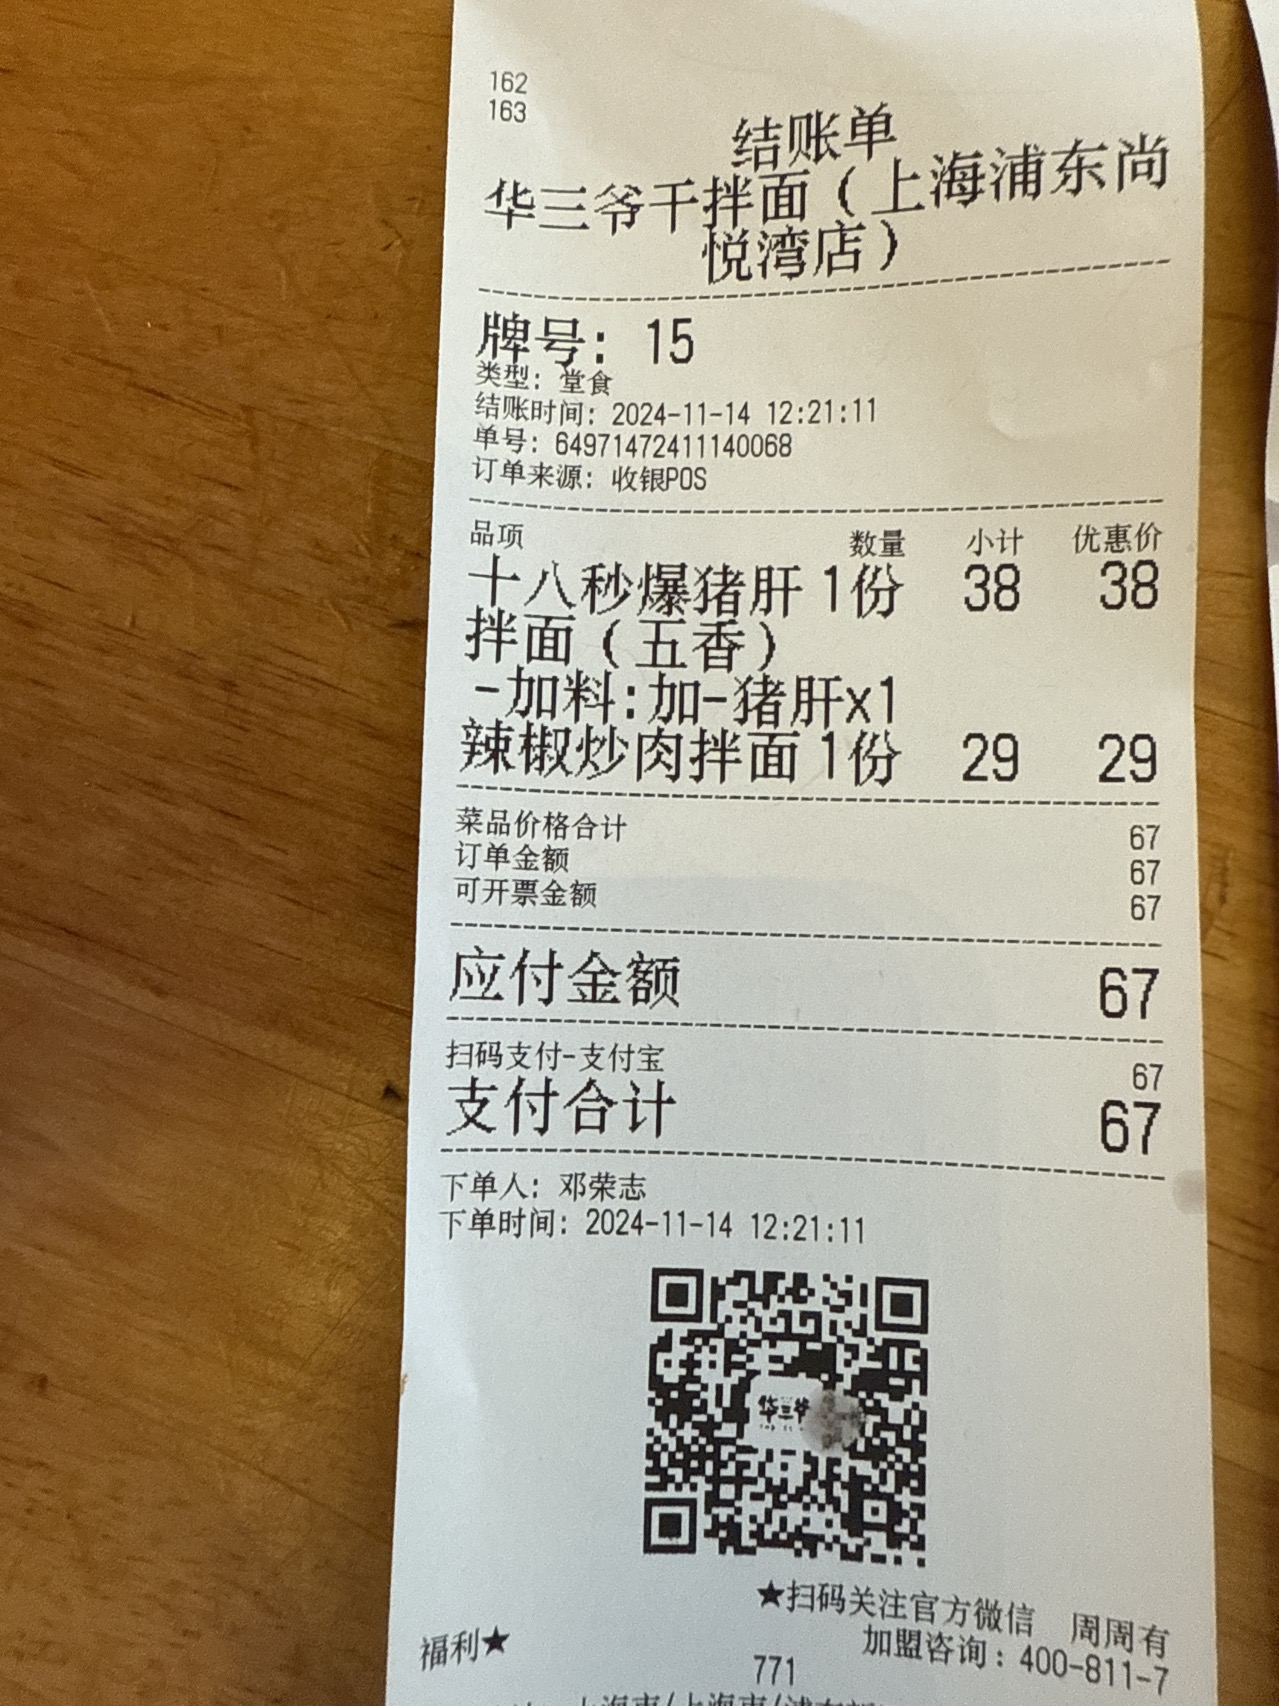 162
163
结账单
华三爷干拌面（上海浦东尚
悦湾店）
牌号: 15
类型: 堂食
结账时间: 2024-11-14 12:21:11
单号: 64971472411140068
订单来源: 收银POS
品项 数量 小计 优惠价
十八秒爆猪肝 1份 38 38
拌面（五香）
-加料:加-猪肝x1
辣椒炒肉拌面 1份 29 29
菜品价格合计 67
订单金额 67
可开票金额 67
应付金额 67
扫码支付-支付宝 67
支付合计 67
下单人: 邓荣志
下单时间: 2024-11-14 12:21:11
华三爷
★扫码关注官方微信 周周有
福利★ 加盟咨询：400-811-7
771